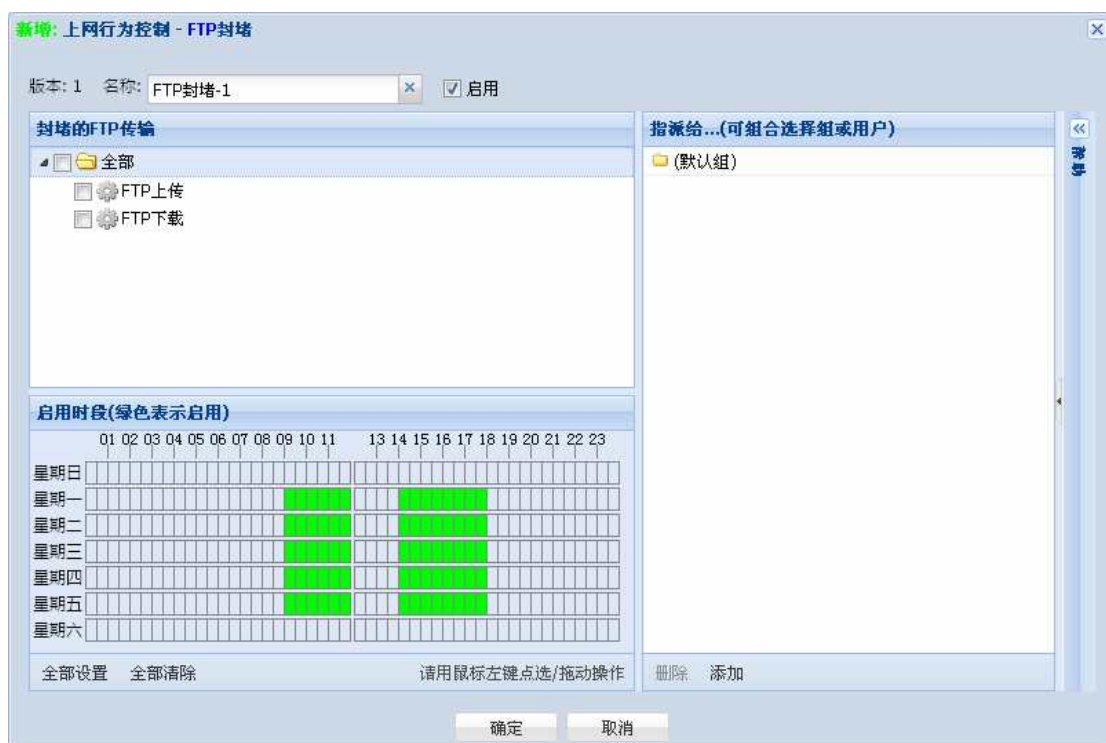 新增: 上网行为控制 - FTP封堵
版本: 1 名称: FTP封堵-1 启用
封堵的FTP传输
全部
FTP上传
FTP下载
指派给...(可组合选择组或用户)
(默认组)
帮助
启用时段(绿色表示启用)
01 02 03 04 05 06 07 08 09 10 11 13 14 15 16 17 18 19 20 21 22 23
星期日
星期一
星期二
星期三
星期四
星期五
星期六
全部设置 全部清除 请用鼠标左键点选/拖动操作
删除 添加
确定 取消